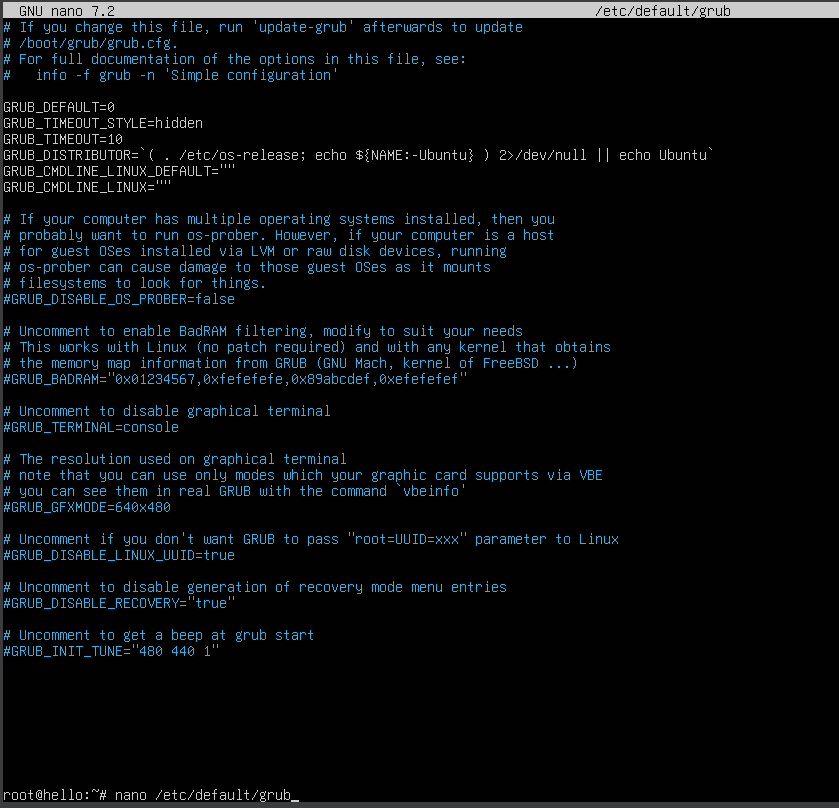 GNU nano 7.2 /etc/default/grub
# If you change this file, run 'update-grub' afterwards to update
# /boot/grub/grub.cfg.
# For full documentation of the options in this file, see:
#   info -f grub -n 'Simple configuration'
GRUB_DEFAULT=0
GRUB_TIMEOUT_STYLE=hidden
GRUB_TIMEOUT=10
GRUB_DISTRIBUTOR=`( . /etc/os-release; echo ${NAME:-Ubuntu} ) 2>/dev/null || echo Ubuntu`
GRUB_CMDLINE_LINUX_DEFAULT=""
GRUB_CMDLINE_LINUX=""
# If your computer has multiple operating systems installed, then you
# probably want to run os-prober. However, if your computer is a host
# for guest OSes installed via LVM or raw disk devices, running
# os-prober can cause damage to those guest OSes as it mounts
# filesystems to look for things.
#GRUB_DISABLE_OS_PROBER=false
# Uncomment to enable BadRAM filtering, modify to suit your needs
# This works with Linux (no patch required) and with any kernel that obtains
# the memory map information from GRUB (GNU Mach, kernel of FreeBSD ...)
#GRUB_BADRAM="0x01234567,0xfefefefe,0x89abcdef,0xefefefef"
# Uncomment to disable graphical terminal
#GRUB_TERMINAL=console
# The resolution used on graphical terminal
# note that you can use only modes which your graphic card supports via VBE
# you can see them in real GRUB with the command `vbeinfo'
#GRUB_GFXMODE=640x480
# Uncomment if you don't want GRUB to pass "root=UUID=xxx" parameter to Linux
#GRUB_DISABLE_LINUX_UUID=true
# Uncomment to disable generation of recovery mode menu entries
#GRUB_DISABLE_RECOVERY="true"
# Uncomment to get a beep at grub start
#GRUB_INIT_TUNE="480 440 1"
root@hello:~# nano /etc/default/grub